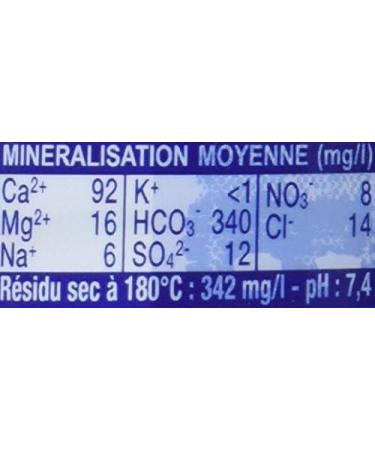 MINERALISATION MOYENNE (mg/l)
Ca²⁺ 92 K⁺ <1 NO₃⁻ 8
Mg²⁺ 16 HCO₃⁻ 340 Cl⁻ 14
Na⁺ 6 SO₄²⁻ 12
Résidu sec à 180°C : 342 mg/l - pH : 7,4